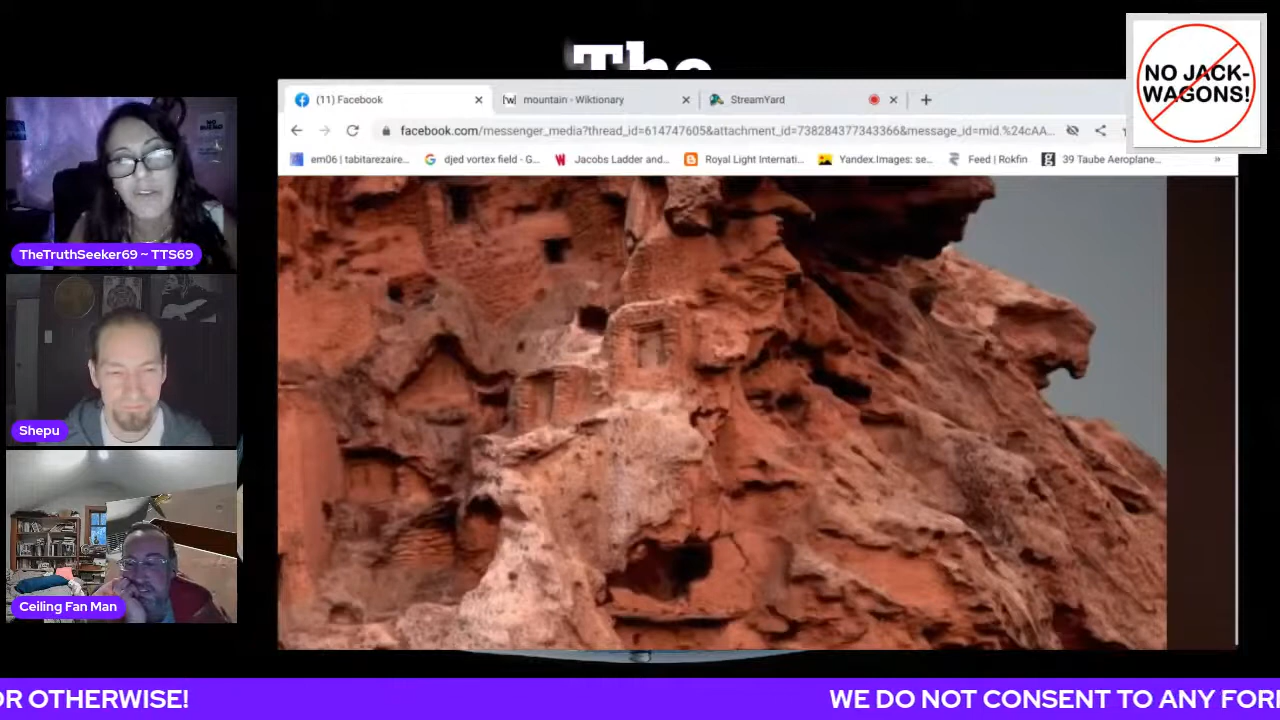 The
NO JACK-
WAGONS!
(11) Facebook
mountain - Wiktionary
StreamYard
facebook.com/messenger_media?thread_id=614747605&attachment_id=738284377343366&message_id=mid.%24cAA...
em06 | tabitarezaire...
djed vortex field - G...
Jacobs Ladder and...
Royal Light Internati...
Yandex.Images: se...
Feed | Rokfin
39 Taube Aeroplane...
»
TheTruthSeeker69 ~ TTS69
Shepu
Ceiling Fan Man
OR OTHERWISE!
WE DO NOT CONSENT TO ANY FOR